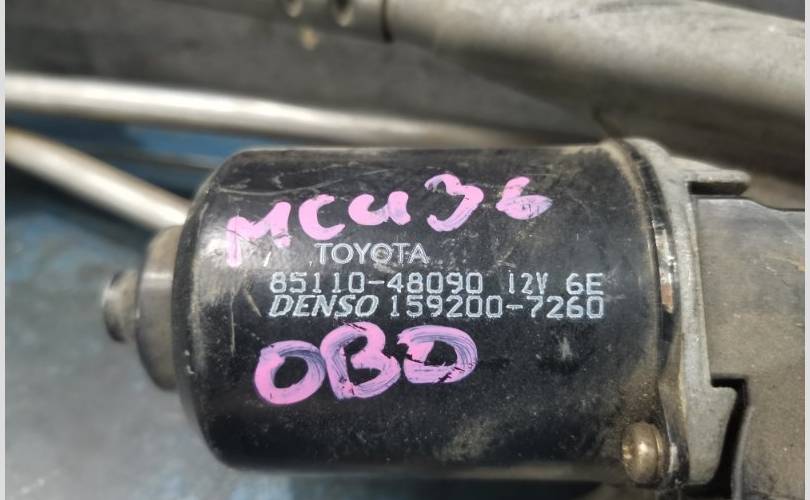 MCU36
TOYOTA
85110-48090 12V 6E
DENSO 159200-7260
OBD